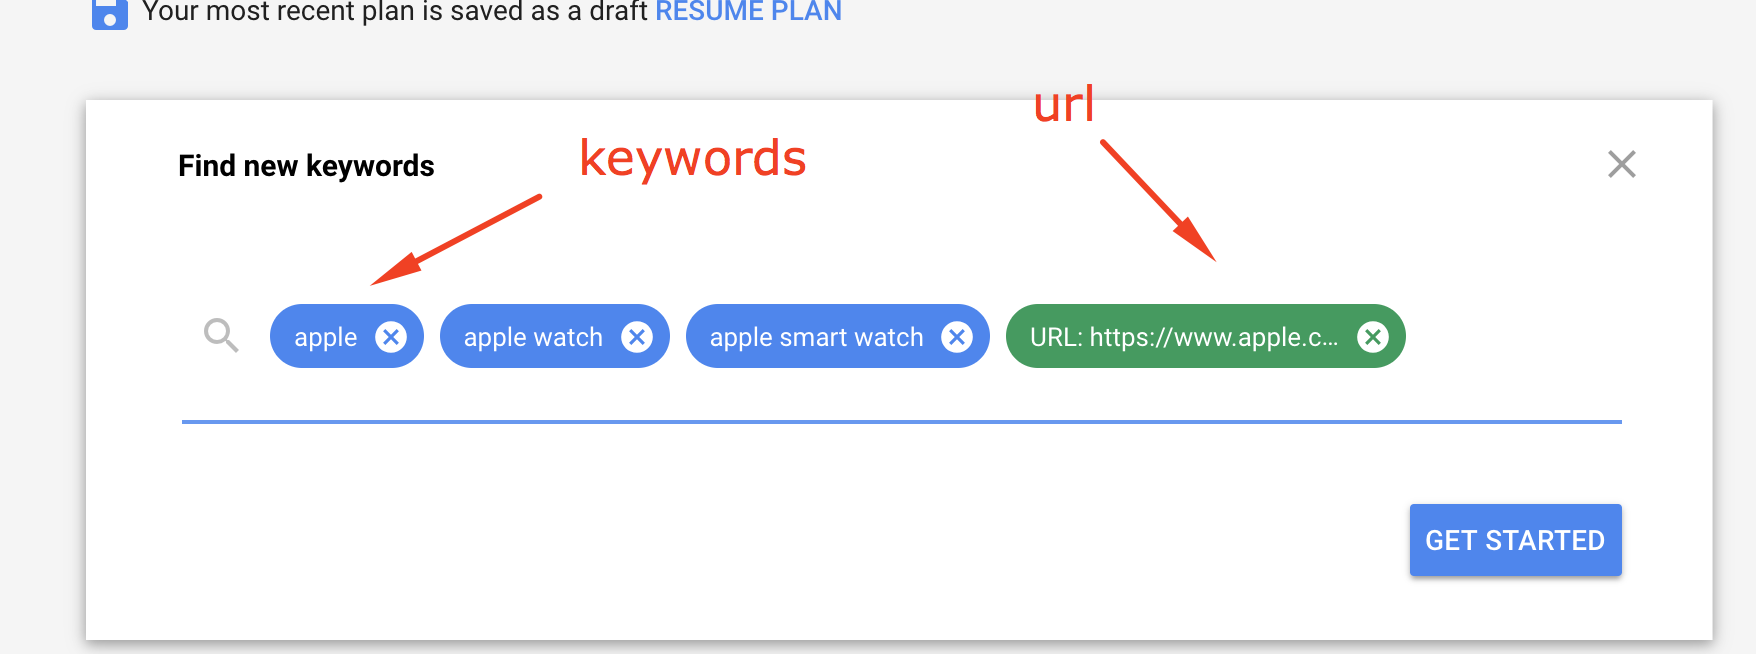 Your most recent plan is saved as a draft RESUME PLAN
url
keywords
Find new keywords
apple
apple watch
apple smart watch
URL: https://www.apple.c...
GET STARTED